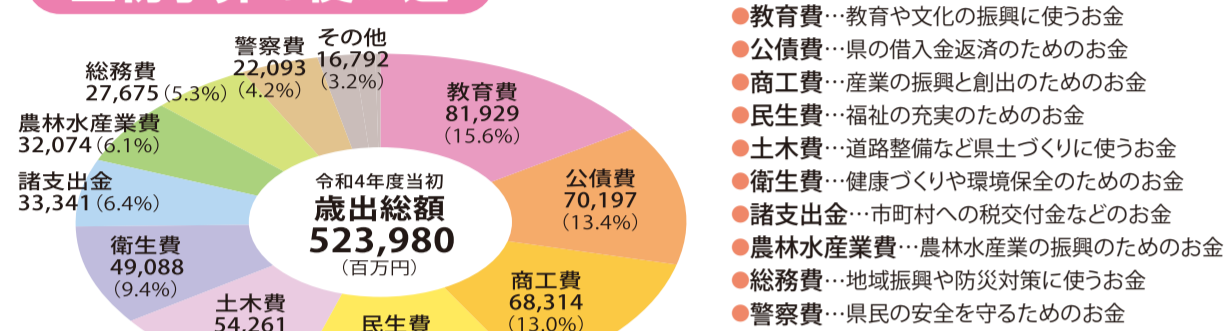 その他
16,792
(3.2%)
警察費
22,093
(4.2%)
総務費
27,675(5.3%)
農林水産業費
32,074(6.1%)
諸支出金
33,341(6.4%)
衛生費
49,088
(9.4%)
土木費
54,261
民生費
商工費
68,314
(13.0%)
公債費
70,197
(13.4%)
教育費
81,929
(15.6%)
令和4年度当初
歳出総額
523,980
(百万円)
●教育費…教育や文化の振興に使うお金
●公債費…県の借入金返済のためのお金
●商工費…産業の振興と創出のためのお金
●民生費…福祉の充実のためのお金
●土木費…道路整備など県土づくりに使うお金
●衛生費…健康づくりや環境保全のためのお金
●諸支出金…市町村への税交付金などのお金
●農林水産業費…農林水産業の振興のためのお金
●総務費…地域振興や防災対策に使うお金
●警察費…県民の安全を守るためのお金